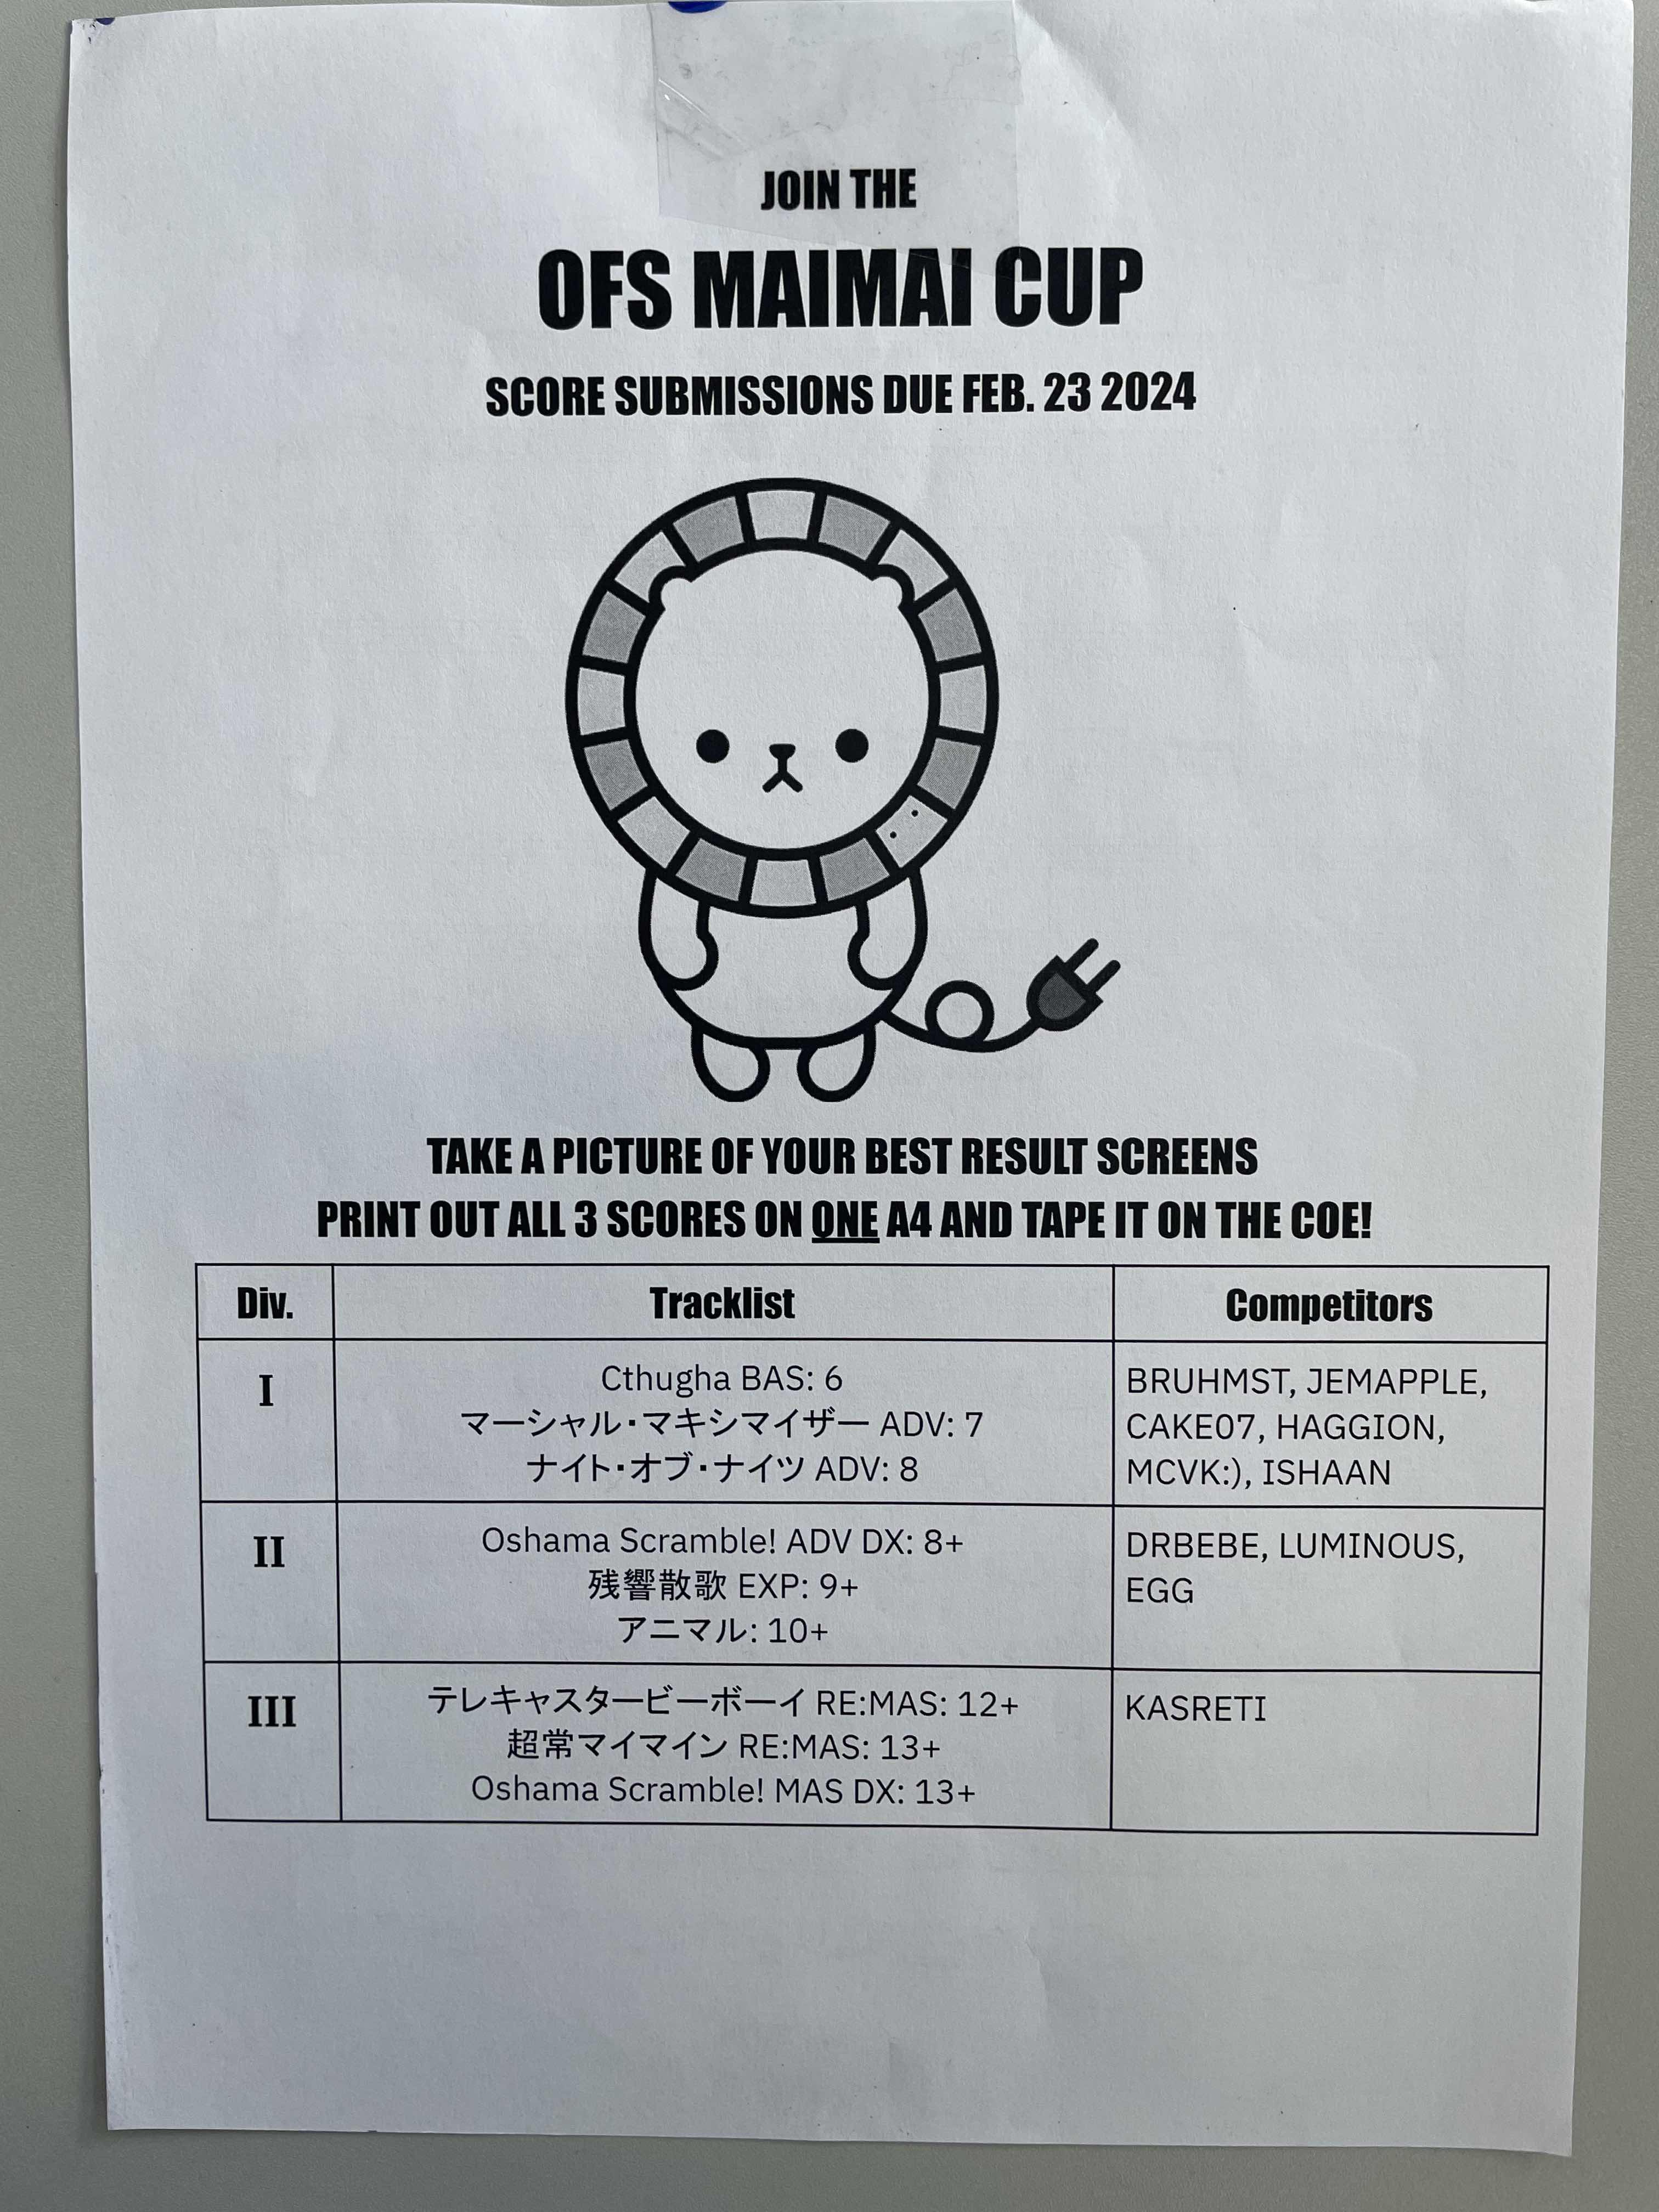 JOIN THE
OFS MAIMAI CUP
SCORE SUBMISSIONS DUE FEB. 23 2024
TAKE A PICTURE OF YOUR BEST RESULT SCREENS
PRINT OUT ALL 3 SCORES ON ONE A4 AND TAPE IT ON THE COE!
Div. Tracklist Competitors
I
Cthugha BAS: 6
マーシャル・マキシマイザー ADV: 7
ナイト・オブ・ナイツ ADV: 8
BRUHMST, JEMAPPLE,
CAKE07, HAGGION,
MCVK:), ISHAAN
II
Oshama Scramble! ADV DX: 8+
残響散歌 EXP: 9+
アニマル: 10+
DRBEBE, LUMINOUS,
EGG
III
テレキャスタービーボーイ RE:MAS: 12+
超常マイマイン RE:MAS: 13+
Oshama Scramble! MAS DX: 13+
KASRETI